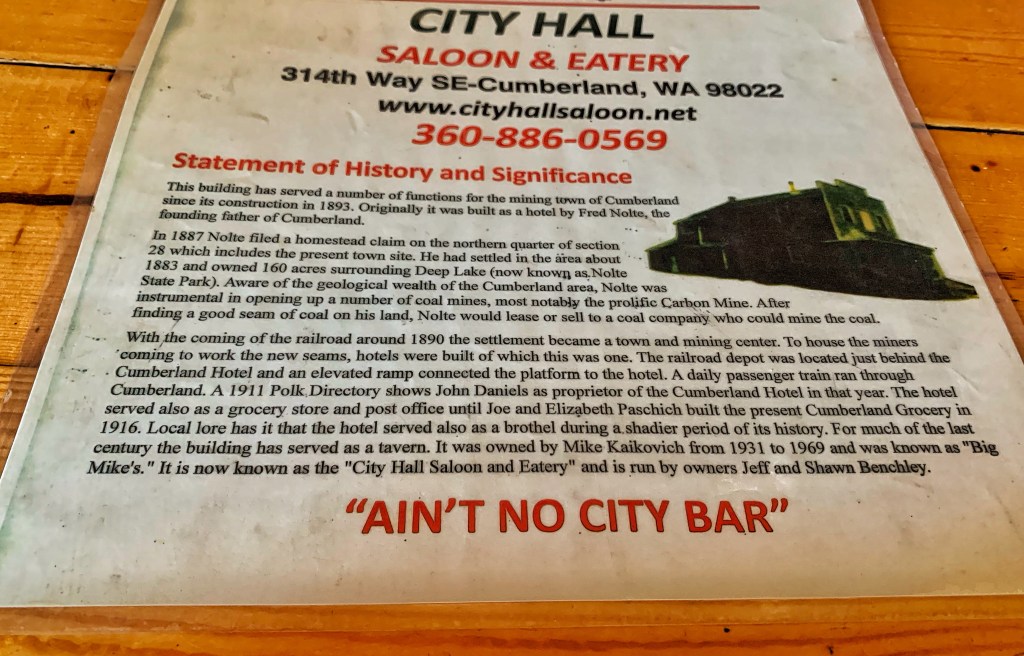 CITY HALL
SALOON & EATERY
314th Way SE-Cumberland, WA 98022
www.cityhallsaloon.net
360-886-0569
Statement of History and Significance
This building has served a number of functions for the mining town of Cumberland
since its construction in 1893. Originally it was built as a hotel by Fred Nolte, the
founding father of Cumberland.
In 1887 Nolte filed a homestead claim on the northern quarter of section
28 which includes the present town site. He had settled in the area about
1883 and owned 160 acres surrounding Deep Lake (now known as Nolte
State Park). Aware of the geological wealth of the Cumberland area, Nolte was
instrumental in opening up a number of coal mines, most notably the prolific Carbon Mine. After
finding a good seam of coal on his land, Nolte would lease or sell to a coal company who could mine the coal.
With the coming of the railroad around 1890 the settlement became a town and mining center. To house the miners
coming to work the new seams, hotels were built of which this was one. The railroad depot was located just behind the
Cumberland Hotel and an elevated ramp connected the platform to the hotel. A daily passenger train ran through
Cumberland. A 1911 Polk Directory shows John Daniels as proprietor of the Cumberland Hotel in that year. The hotel
served also as a grocery store and post office until Joe and Elizabeth Paschich built the present Cumberland Grocery in
1916. Local lore has it that the hotel served also as a brothel during a shadier period of its history. For much of the last
century the building has served as a tavern. It was owned by Mike Kaikovich from 1931 to 1969 and was known as "Big
Mike's." It is now known as the "City Hall Saloon and Eatery" and is run by owners Jeff and Shawn Benchley.
"AIN'T NO CITY BAR"